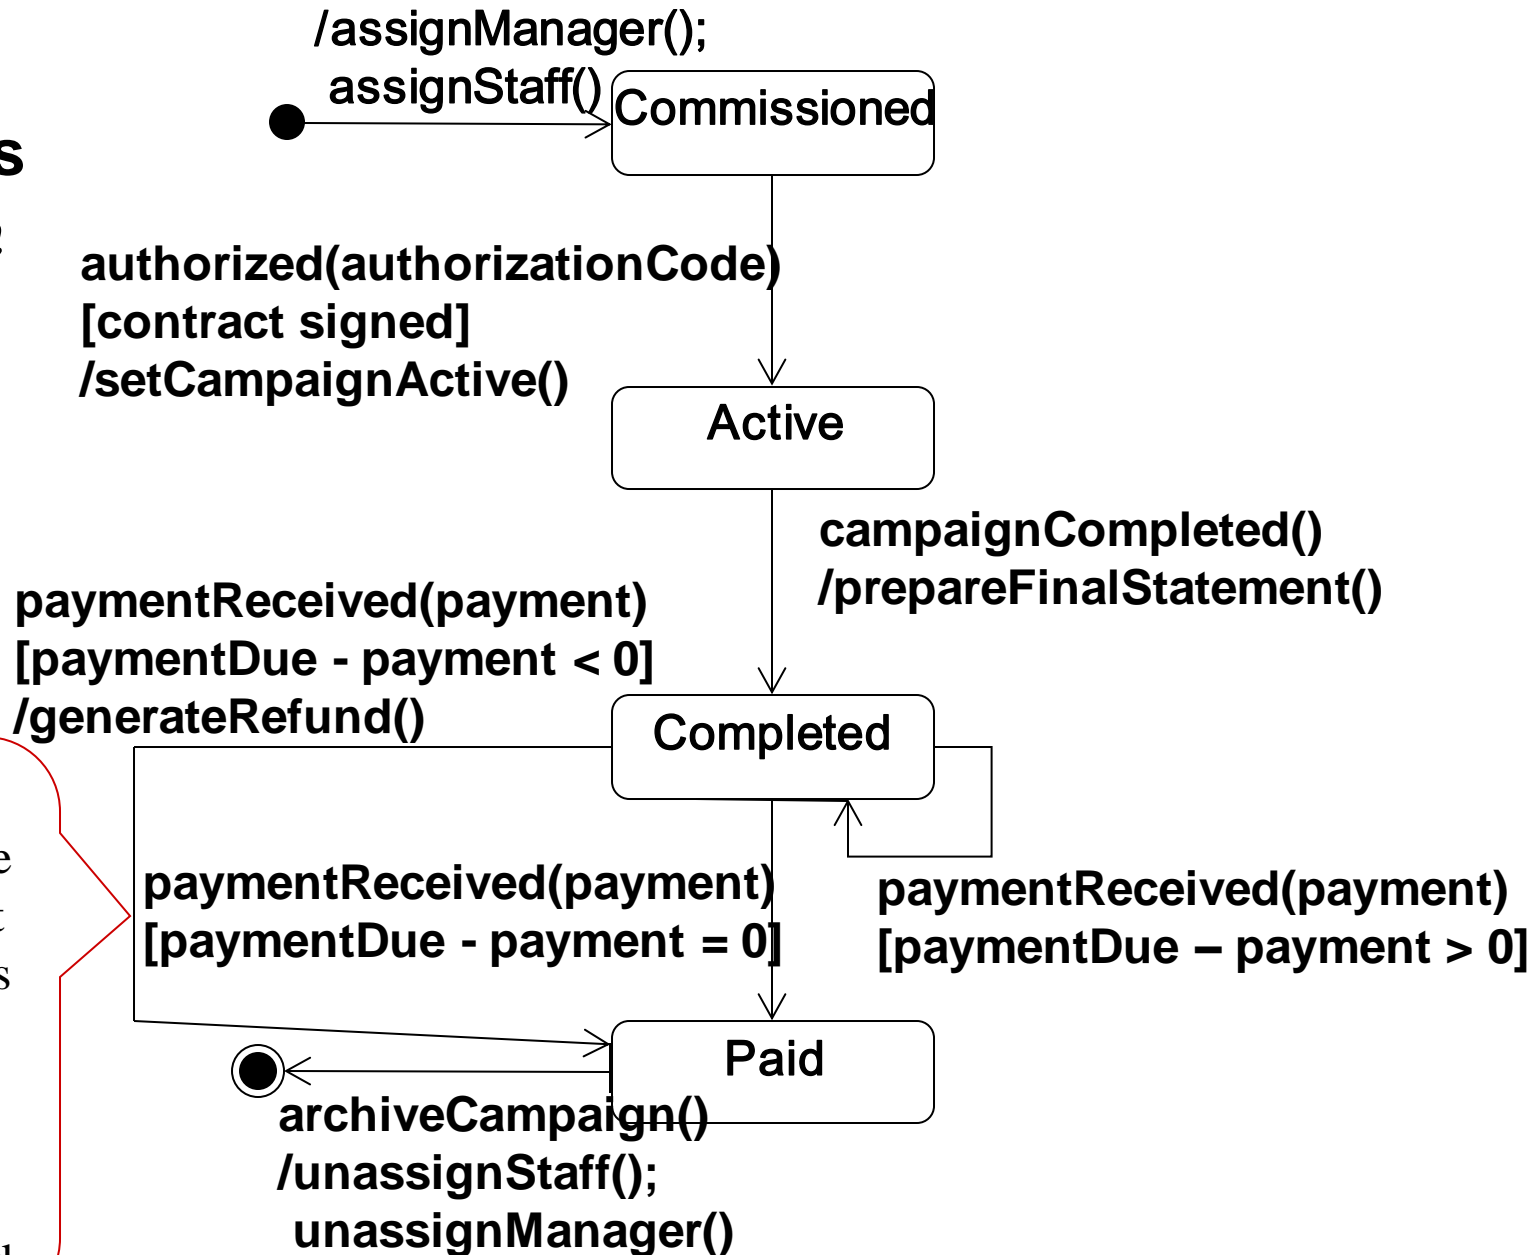 /assignManager();
assignStaff()
Commissioned
s
authorized(authorizationCode)
[contract signed]
/setCampaignActive()
Active
campaignCompleted()
/prepareFinalStatement()
paymentReceived(payment)
[paymentDue - payment < 0]
/generateRefund()
Completed
e
t
s
paymentReceived(payment)
[paymentDue - payment = 0]
paymentReceived(payment)
[paymentDue – payment > 0]
Paid
archiveCampaign()
/unassignStaff();
unassignManager()